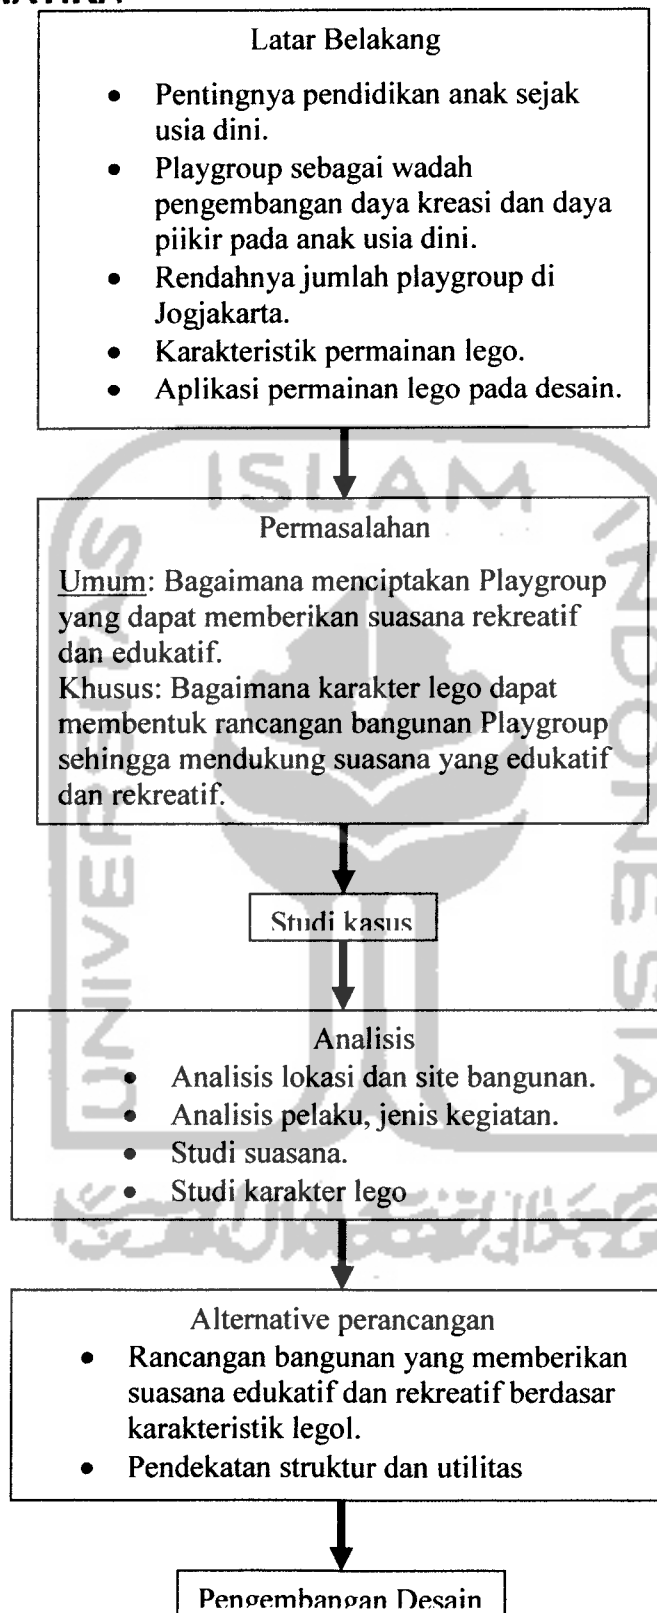 Latar Belakang
• Pentingnya pendidikan anak sejak
usia dini.
• Playgroup sebagai wadah
pengembangan daya kreasi dan daya
piikir pada anak usia dini.
• Rendahnya jumlah playgroup di
Jogjakarta.
• Karakteristik permainan lego.
• Aplikasi permainan lego pada desain.
ISLAM
UNIVERSITAS
INDONESIA
Permasalahan
Umum: Bagaimana menciptakan Playgroup
yang dapat memberikan suasana rekreatif
dan edukatif.
Khusus: Bagaimana karakter lego dapat
membentuk rancangan bangunan Playgroup
sehingga mendukung suasana yang edukatif
dan rekreatif.
Studi kasus
Analisis
• Analisis lokasi dan site bangunan.
• Analisis pelaku, jenis kegiatan.
• Studi suasana.
• Studi karakter lego
Alternative perancangan
• Rancangan bangunan yang memberikan
suasana edukatif dan rekreatif berdasar
karakteristik legol.
• Pendekatan struktur dan utilitas
Pengembangan Desain